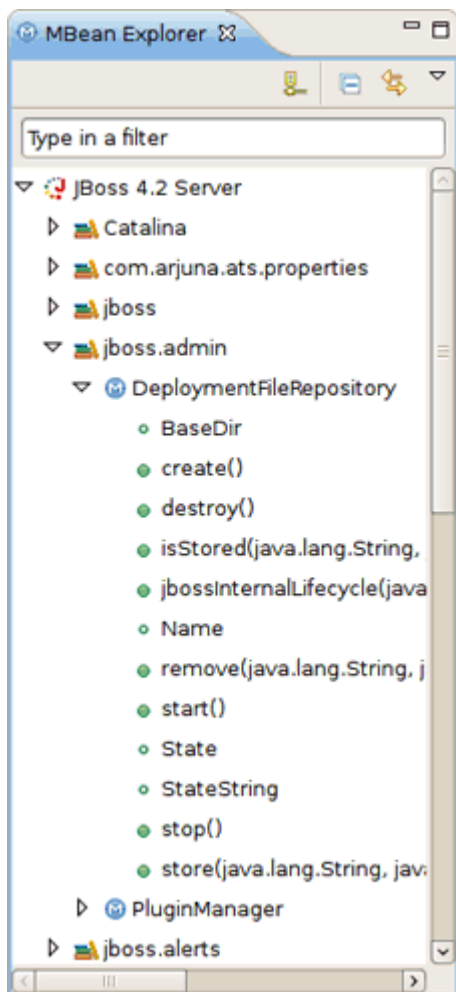 MBean Explorer
Type in a filter
JBoss 4.2 Server
Catalina
com.arjuna.ats.properties
jboss
jboss.admin
DeploymentFileRepository
BaseDir
create()
destroy()
isStored(java.lang.String,
jbossInternalLifecycle(java
Name
remove(java.lang.String, j
start()
State
StateString
stop()
store(java.lang.String, java
PluginManager
jboss.alerts